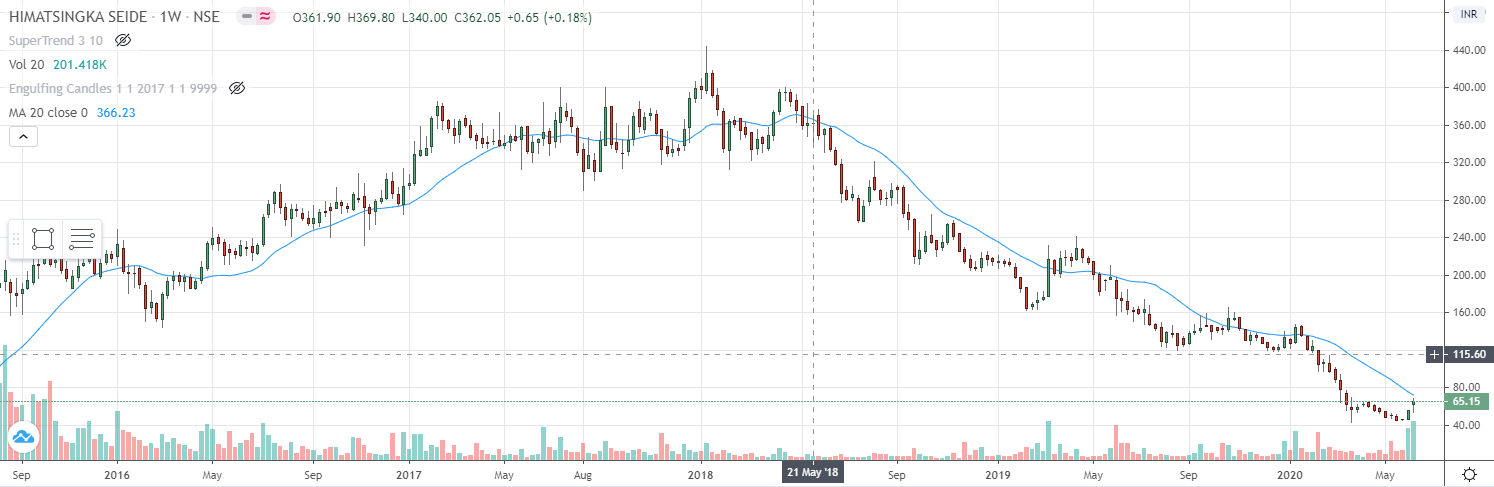 HIMATSINGKA SEIDE · 1W · NSE O361.90 H369.80 L340.00 C362.05 +0.65 (+0.18%) INR
SuperTrend 3 10
Vol 20 201.418K
Engulfing Candles 1 1 2017 1 1 9999
MA 20 close 0 366.23
440.00
400.00
360.00
320.00
280.00
240.00
200.00
160.00
115.60
80.00
65.15
40.00
Sep 2016 May Sep 2017 May Aug 2018 21 May '18 Sep 2019 May Sep 2020 May